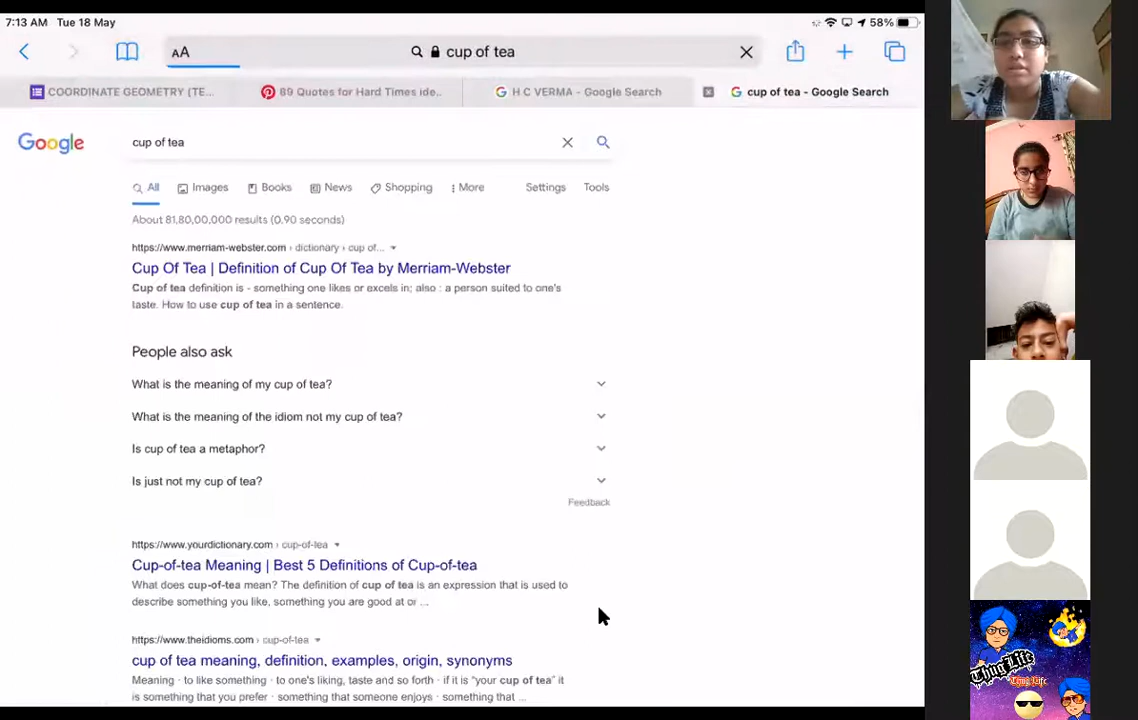 7:13 AM Tue 18 May
58%
AA
cup of tea
COORDINATE GEOMETRY (TE...
89 Quotes for Hard Times ide..
H C VERMA - Google Search
cup of tea - Google Search
Google
cup of tea
All
Images
Books
News
Shopping
More
Settings
Tools
About 81,80,00,000 results (0.90 seconds)
https://www.merriam-webster.com › dictionary › cup of...
Cup Of Tea | Definition of Cup Of Tea by Merriam-Webster
Cup of tea definition is - something one likes or excels in; also : a person suited to one's
taste. How to use cup of tea in a sentence.
People also ask
What is the meaning of my cup of tea?
What is the meaning of the idiom not my cup of tea?
Is cup of tea a metaphor?
Is just not my cup of tea?
Feedback
https://www.yourdictionary.com › cup-of-tea
Cup-of-tea Meaning | Best 5 Definitions of Cup-of-tea
What does cup-of-tea mean? The definition of cup of tea is an expression that is used to
describe something you like, something you are good at or ...
https://www.theidioms.com › cup-of-tea
cup of tea meaning, definition, examples, origin, synonyms
Meaning · to like something · to one's liking, taste and so forth · if it is "your cup of tea" it
is something that you prefer · something that someone enjoys · something that ...
Thug Life
Thug Life